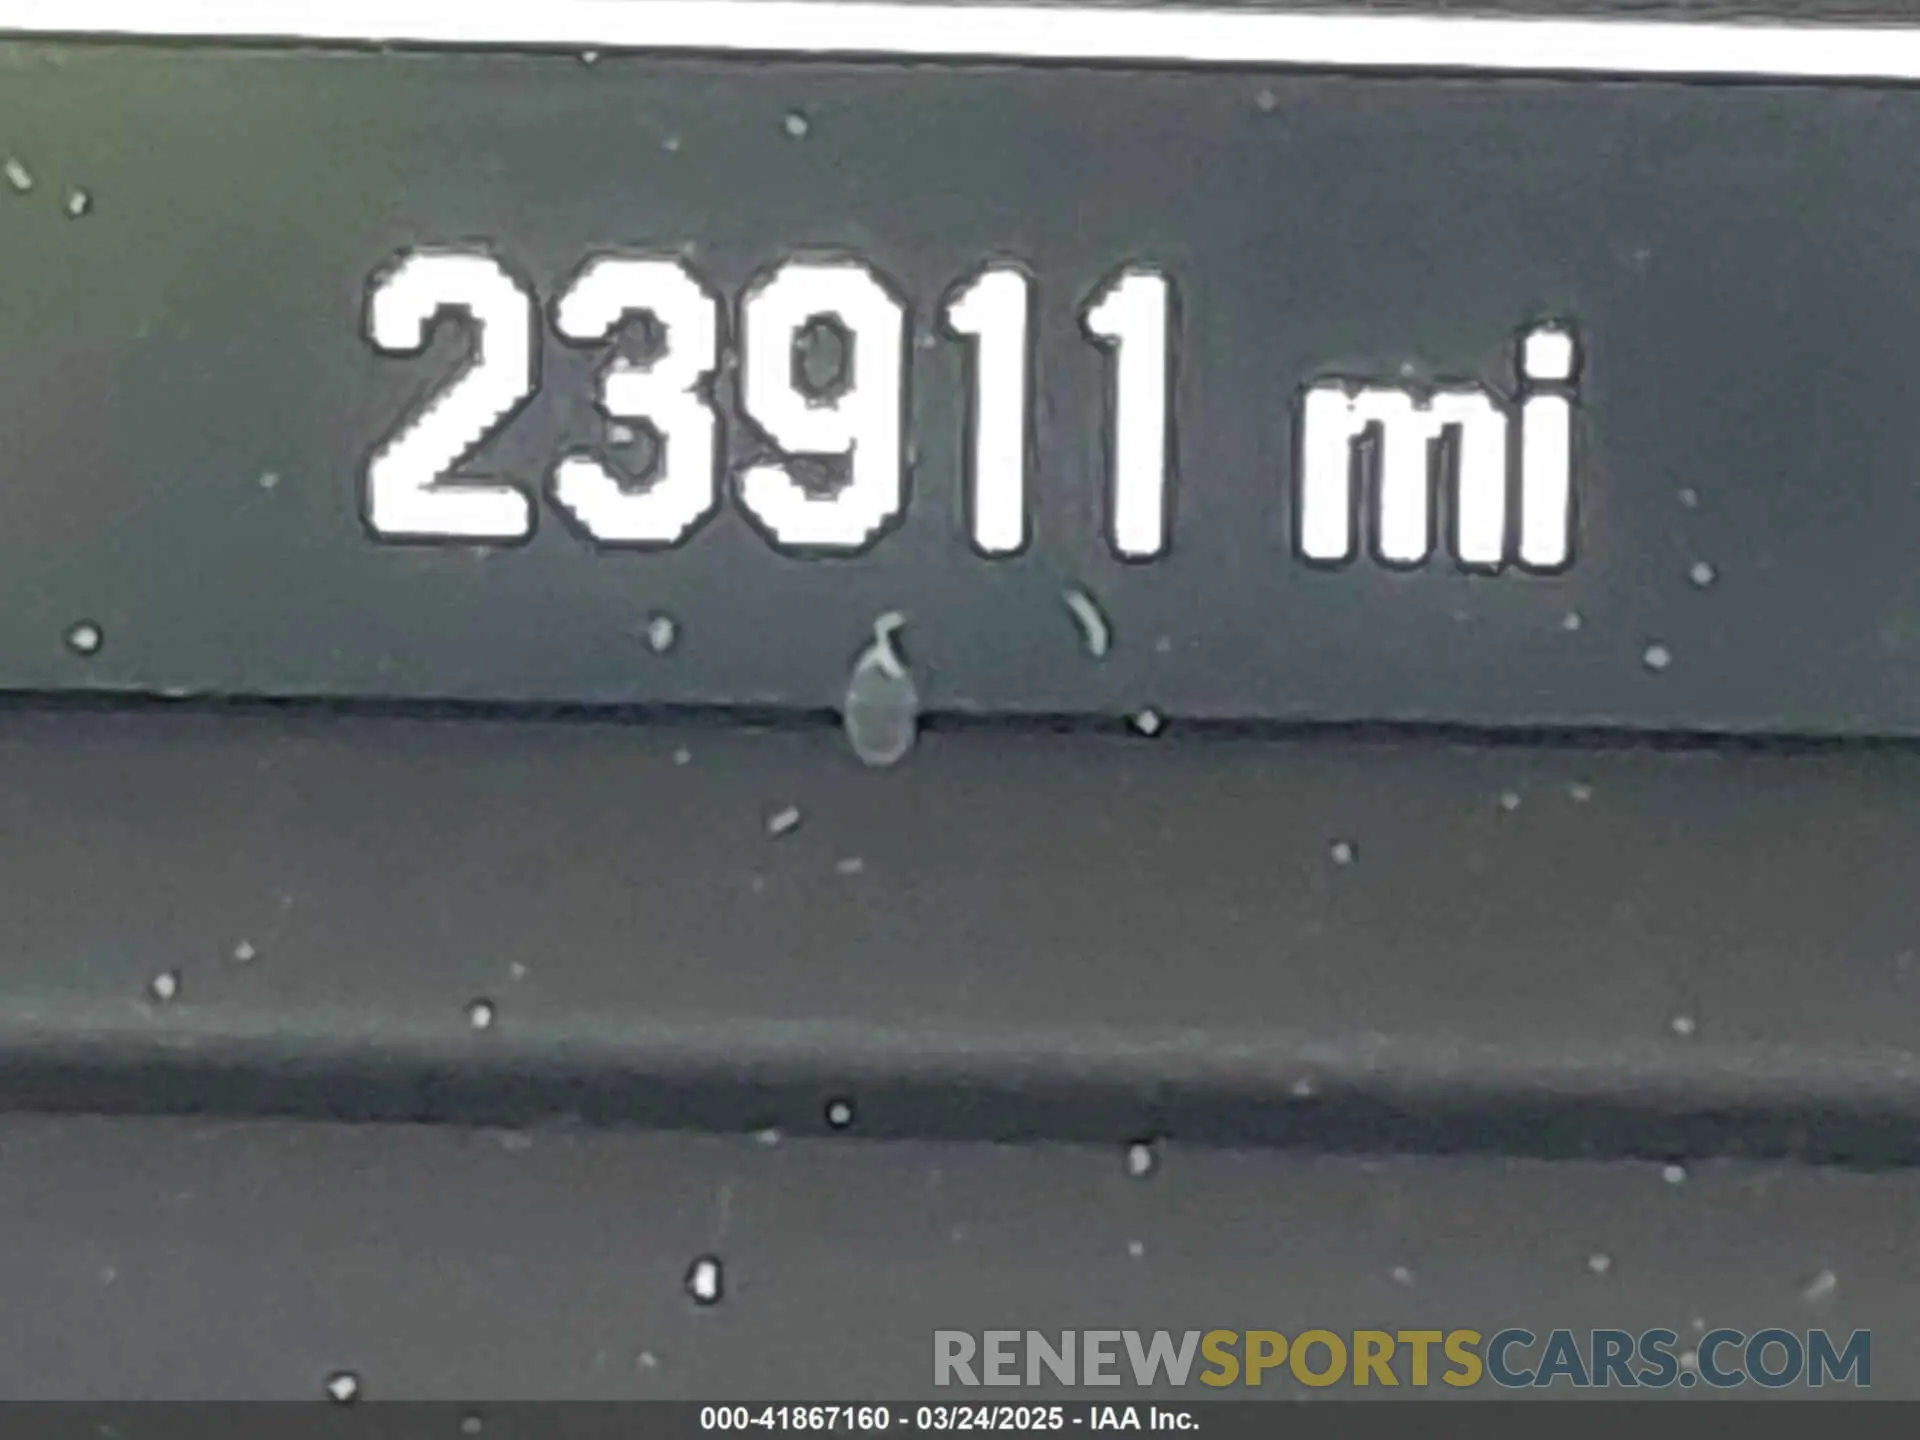 23911 mi
RENEWSPORTSCARS.COM
000-41867160 - 03/24/2025 - IAA Inc.